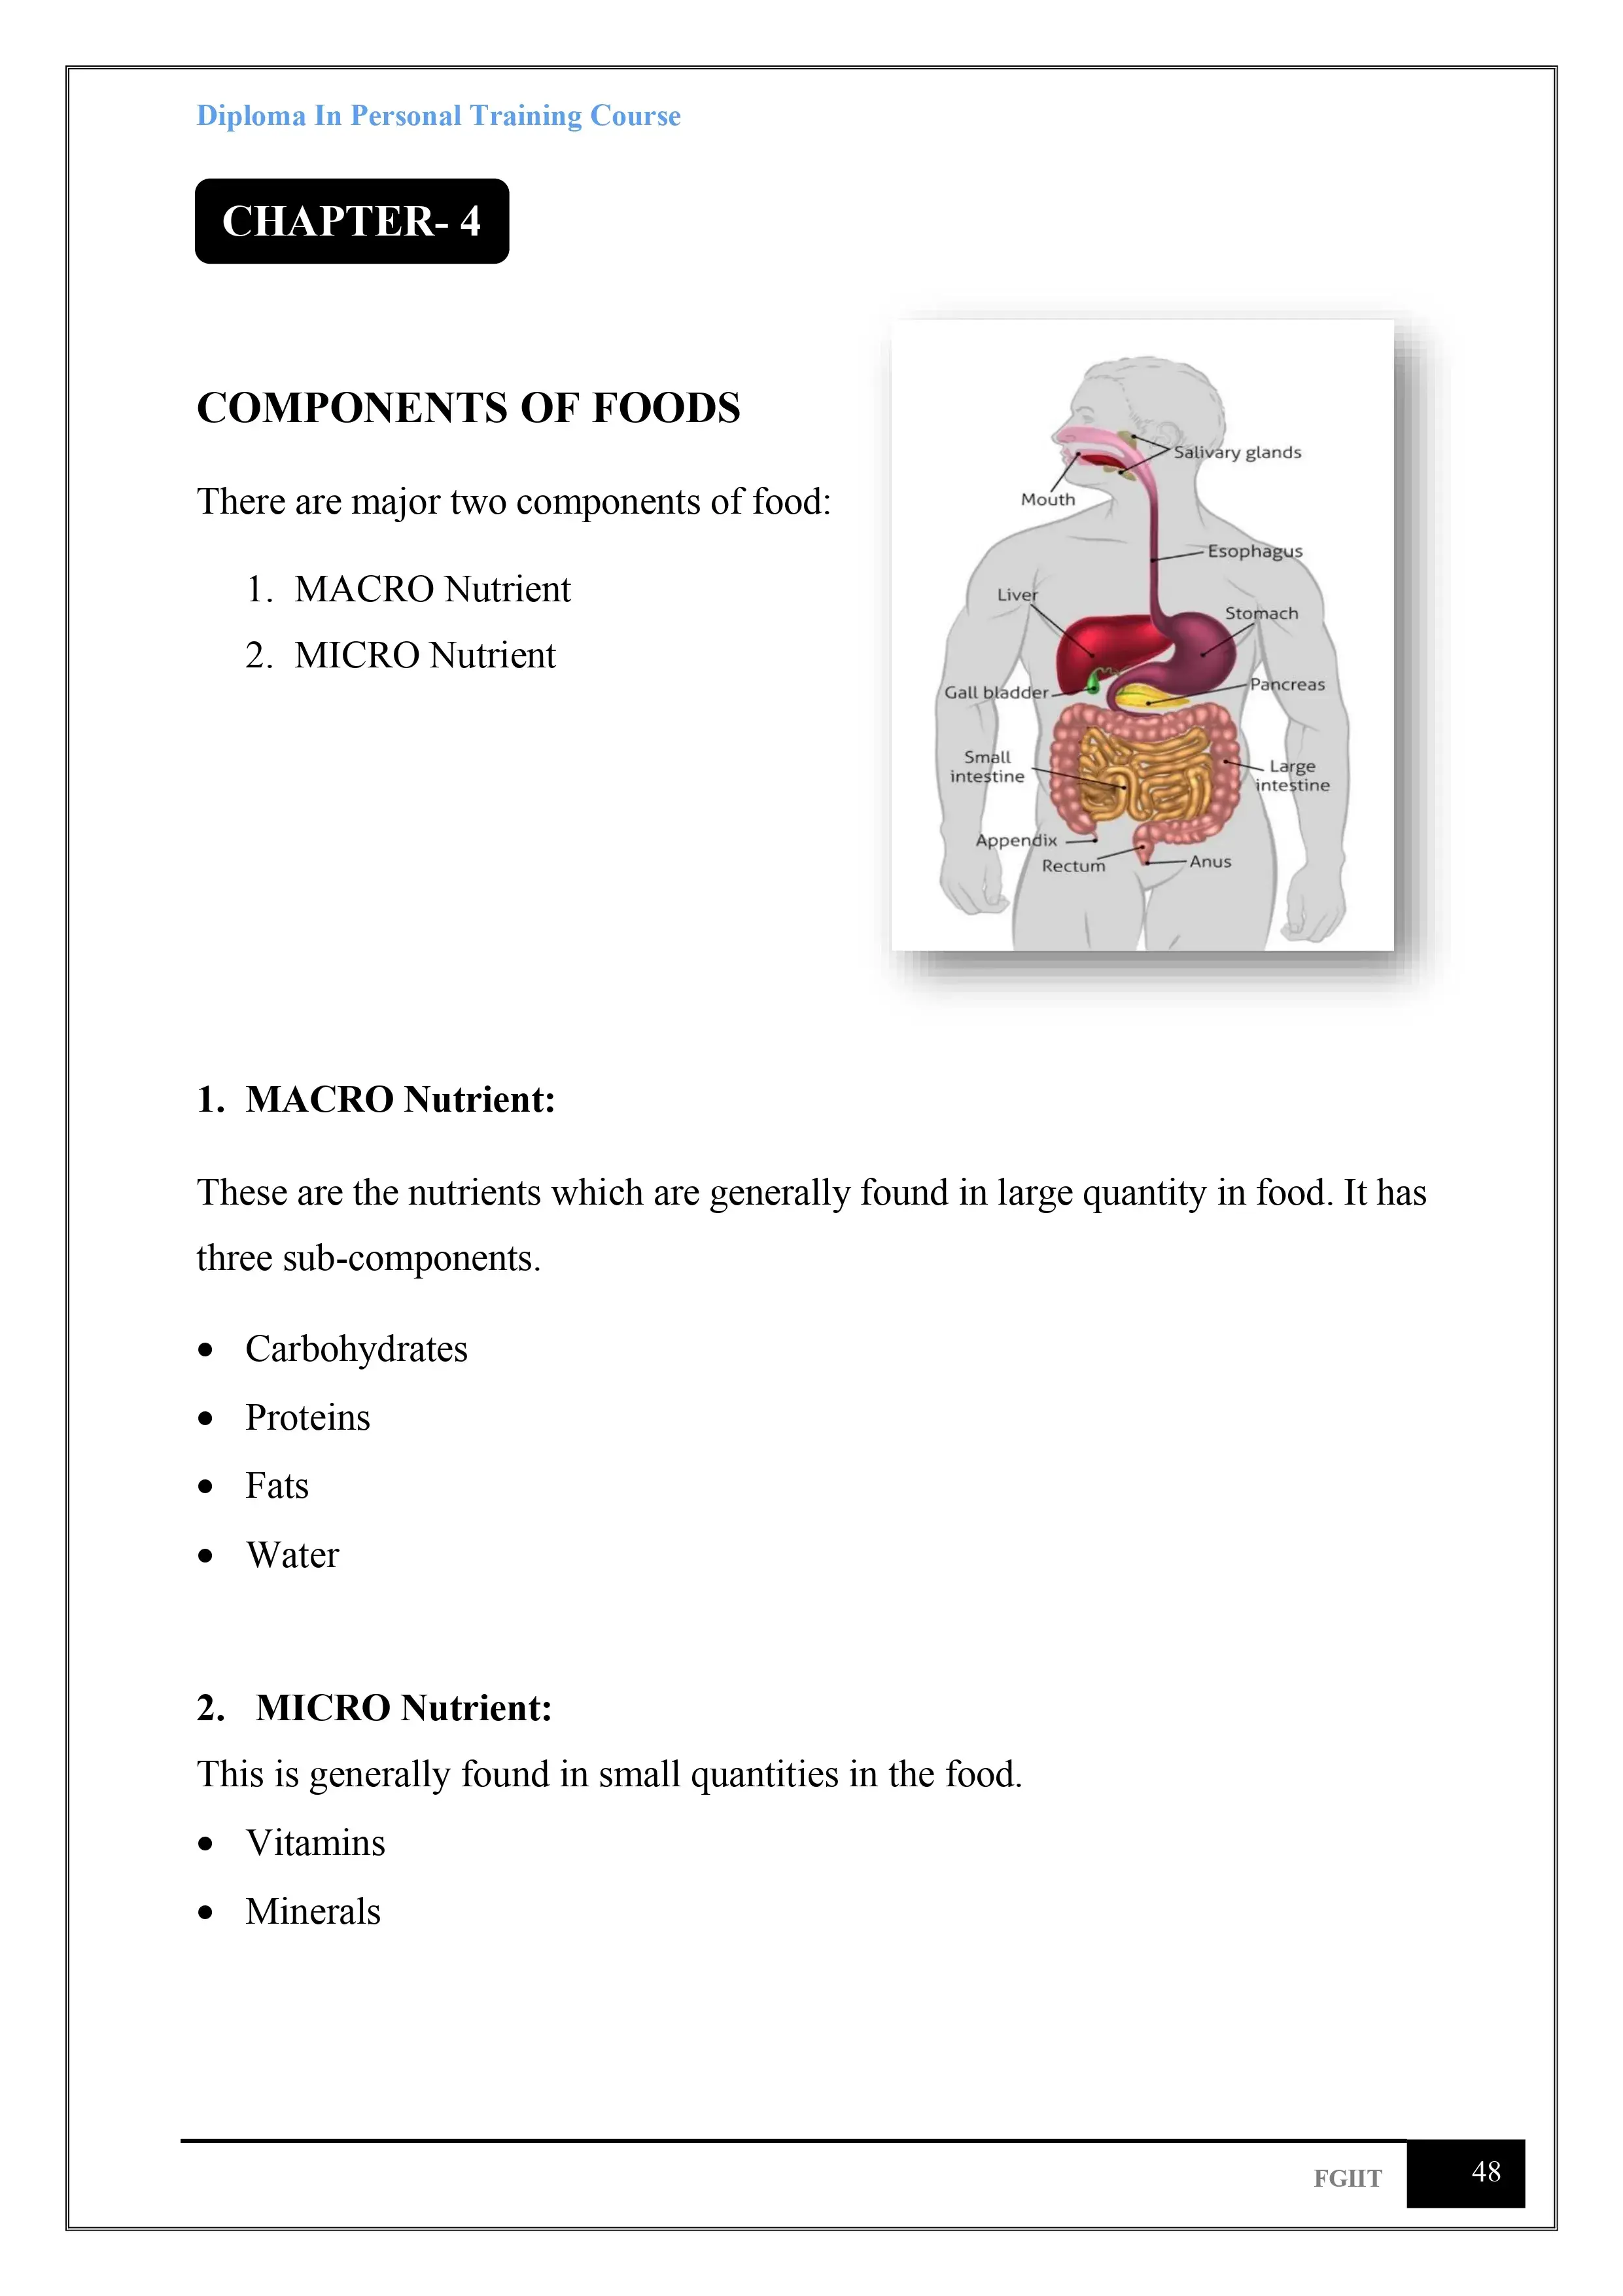 Diploma In Personal Training Course
CHAPTER- 4
COMPONENTS OF FOODS
There are major two components of food:
1. MACRO Nutrient
2. MICRO Nutrient
Salivary glands
Mouth
Esophagus
Liver
Stomach
Gall bladder
Pancreas
Small
intestine
Large
intestine
Appendix
Rectum
Anus
1. MACRO Nutrient:
These are the nutrients which are generally found in large quantity in food. It has
three sub-components.
• Carbohydrates
• Proteins
• Fats
• Water
2. MICRO Nutrient:
This is generally found in small quantities in the food.
• Vitamins
• Minerals
FGIIT 48